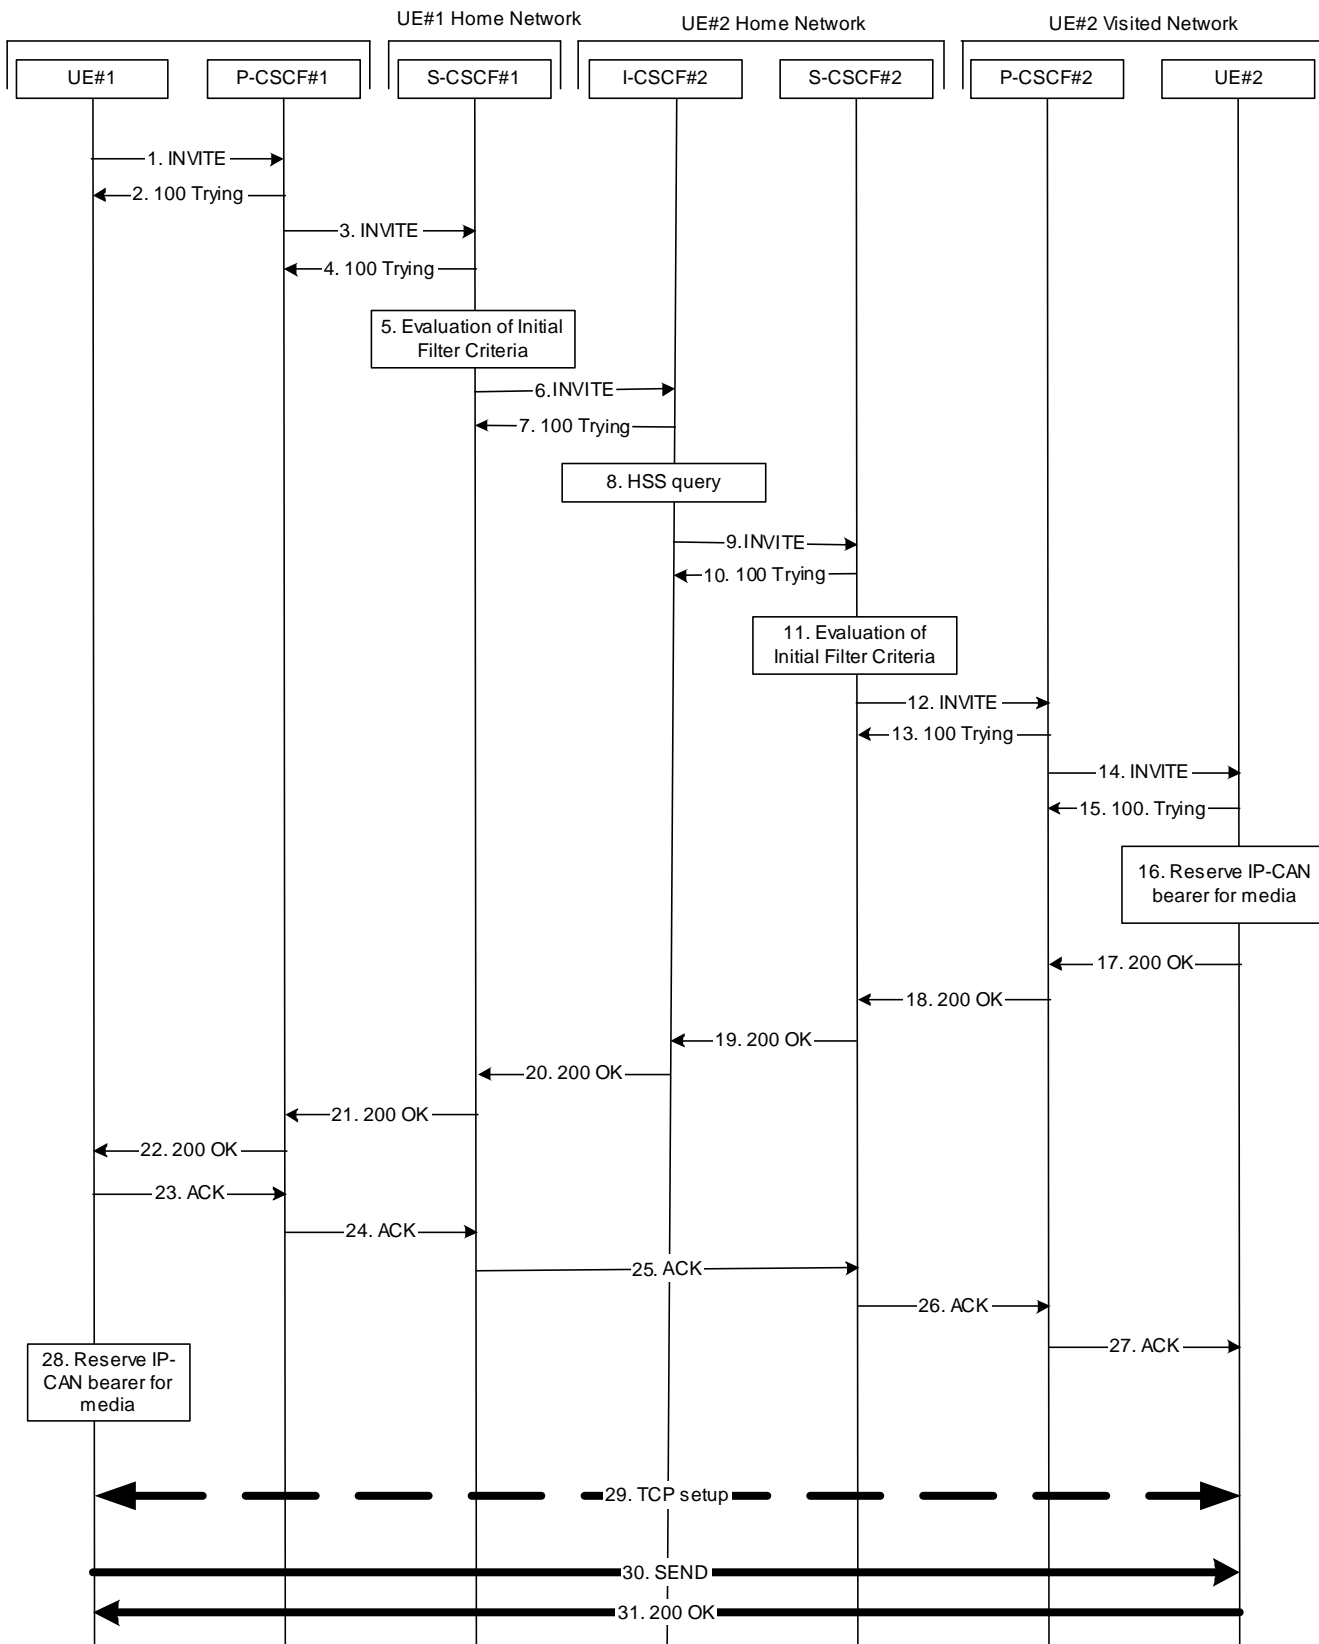 UE#1 Home Network
UE#2 Home Network
UE#2 Visited Network
UE#1
P-CSCF#1
S-CSCF#1
I-CSCF#2
S-CSCF#2
P-CSCF#2
UE#2
1. INVITE
2. 100 Trying
3. INVITE
4. 100 Trying
5. Evaluation of Initial
Filter Criteria
6.INVITE
7. 100 Trying
8. HSS query
9.INVITE
10. 100 Trying
11. Evaluation of
Initial Filter Criteria
12. INVITE
13. 100 Trying
14. INVITE
15. 100. Trying
16. Reserve IP-CAN
bearer for media
17. 200 OK
18. 200 OK
19. 200 OK
20. 200 OK
21. 200 OK
22. 200 OK
23. ACK
24. ACK
25. ACK
26. ACK
27. ACK
28. Reserve IP-
CAN bearer for
media
29. TCP setup
30. SEND
31. 200 OK